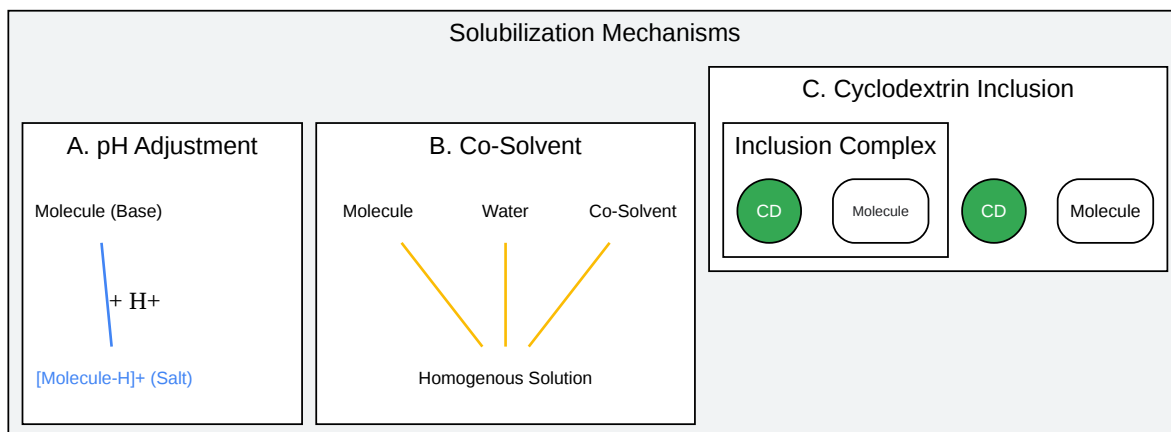 Solubilization Mechanisms
A. pH Adjustment
Molecule (Base)
+ H+
[Molecule-H]+ (Salt)
B. Co-Solvent
Molecule
Water
Co-Solvent
Homogenous Solution
C. Cyclodextrin Inclusion
Inclusion Complex
CD
Molecule
CD
Molecule